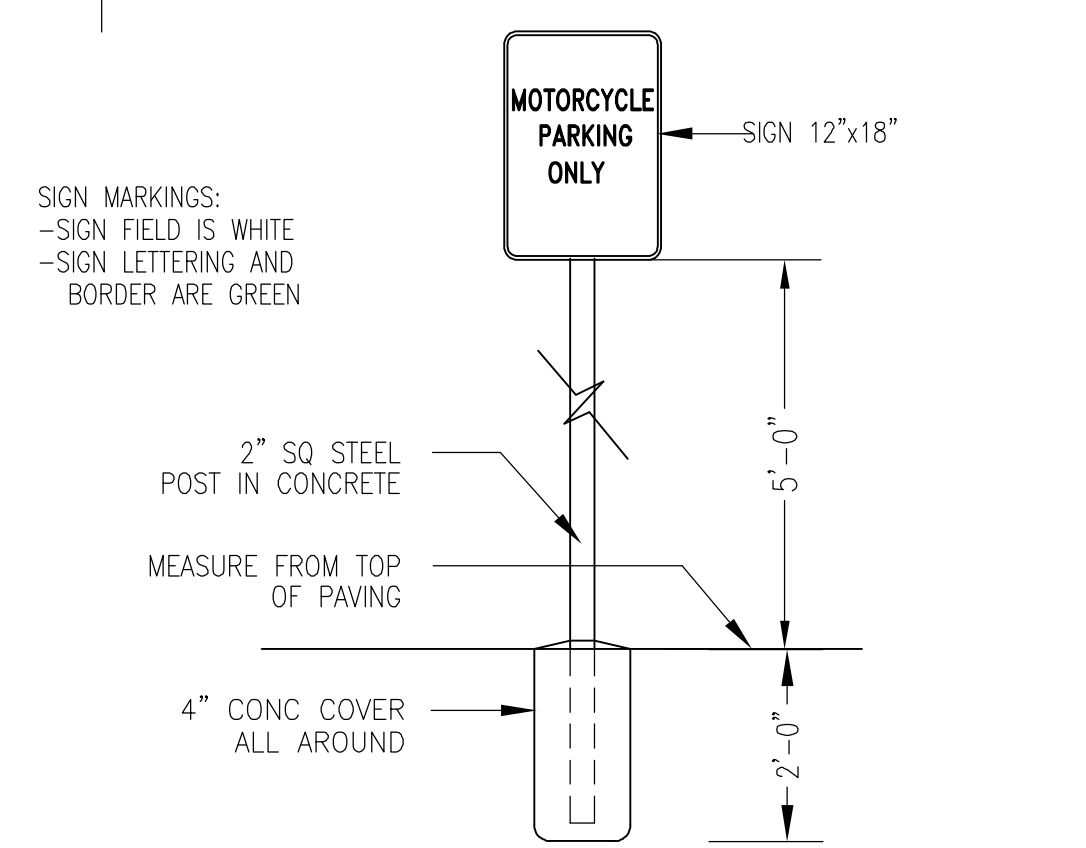 MOTORCYCLE
PARKING
ONLY
SIGN 12”x18”
SIGN MARKINGS:
-SIGN FIELD IS WHITE
-SIGN LETTERING AND
BORDER ARE GREEN
5’-0”
2” SQ STEEL
POST IN CONCRETE
MEASURE FROM TOP
OF PAVING
4” CONC COVER
ALL AROUND
2’-0”